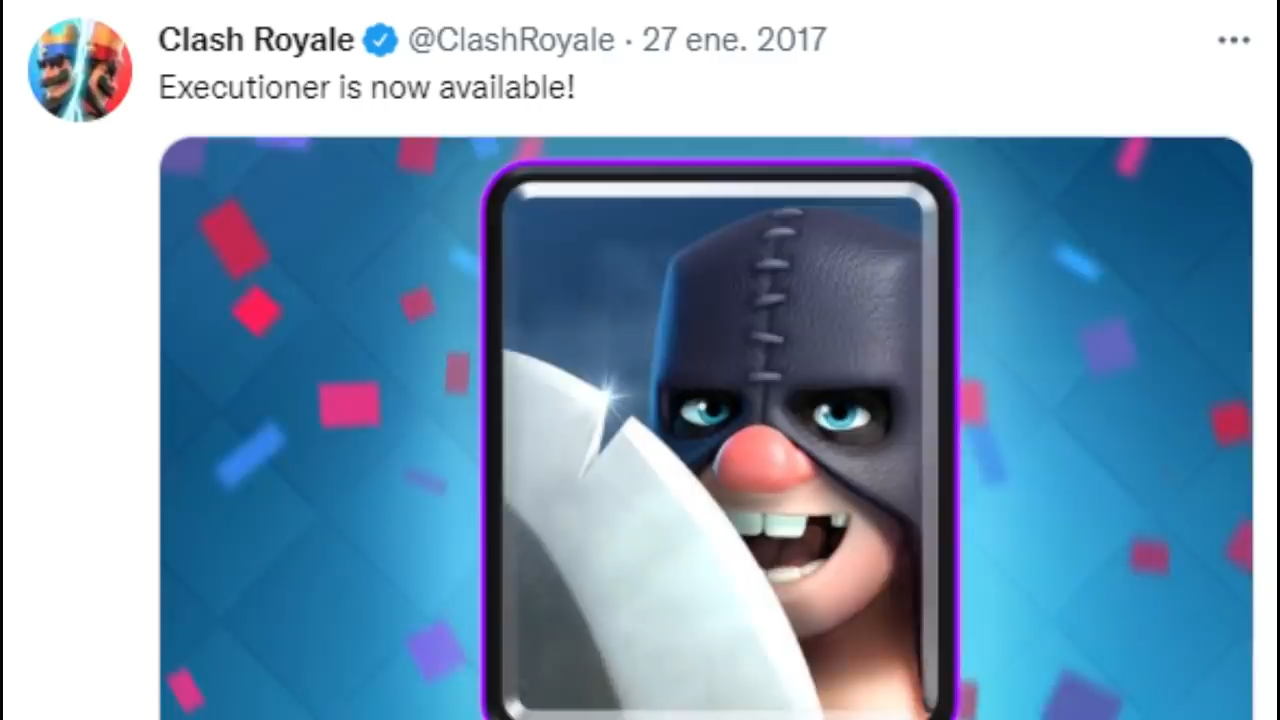 Clash Royale @ClashRoyale · 27 ene. 2017
Executioner is now available!